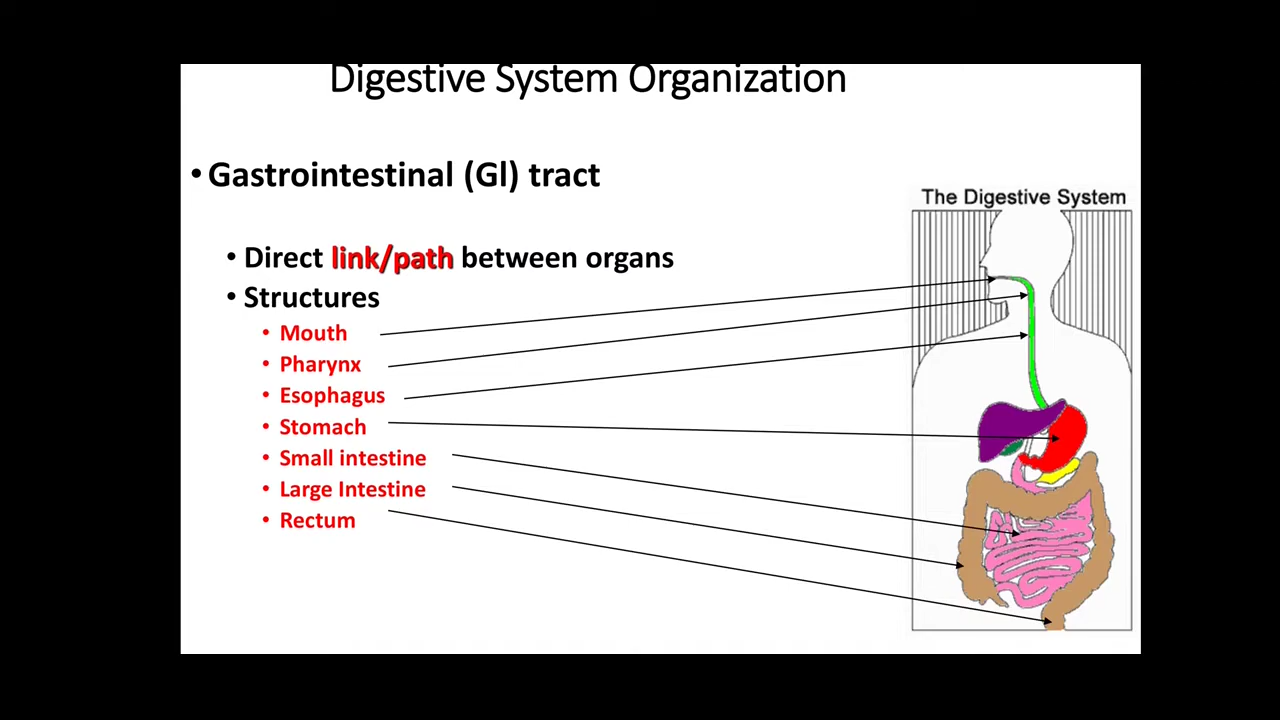 Digestive System Organization
• Gastrointestinal (Gl) tract
The Digestive System
• Direct link/path between organs
• Structures
• Mouth
• Pharynx
• Esophagus
• Stomach
• Small intestine
• Large Intestine
• Rectum